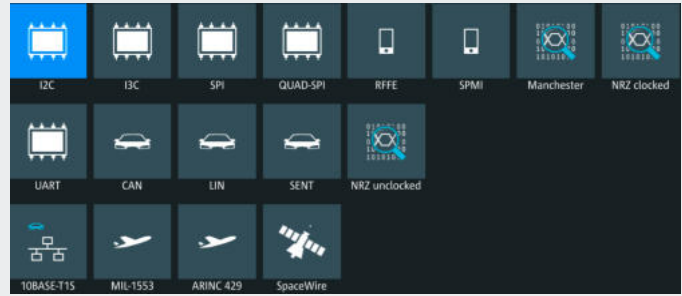 I2C I3C SPI QUAD-SPI RFFE SPMI Manchester NRZ clocked
UART CAN LIN SENT NRZ unclocked
10BASE-T1S MIL-1553 ARINC 429 SpaceWire